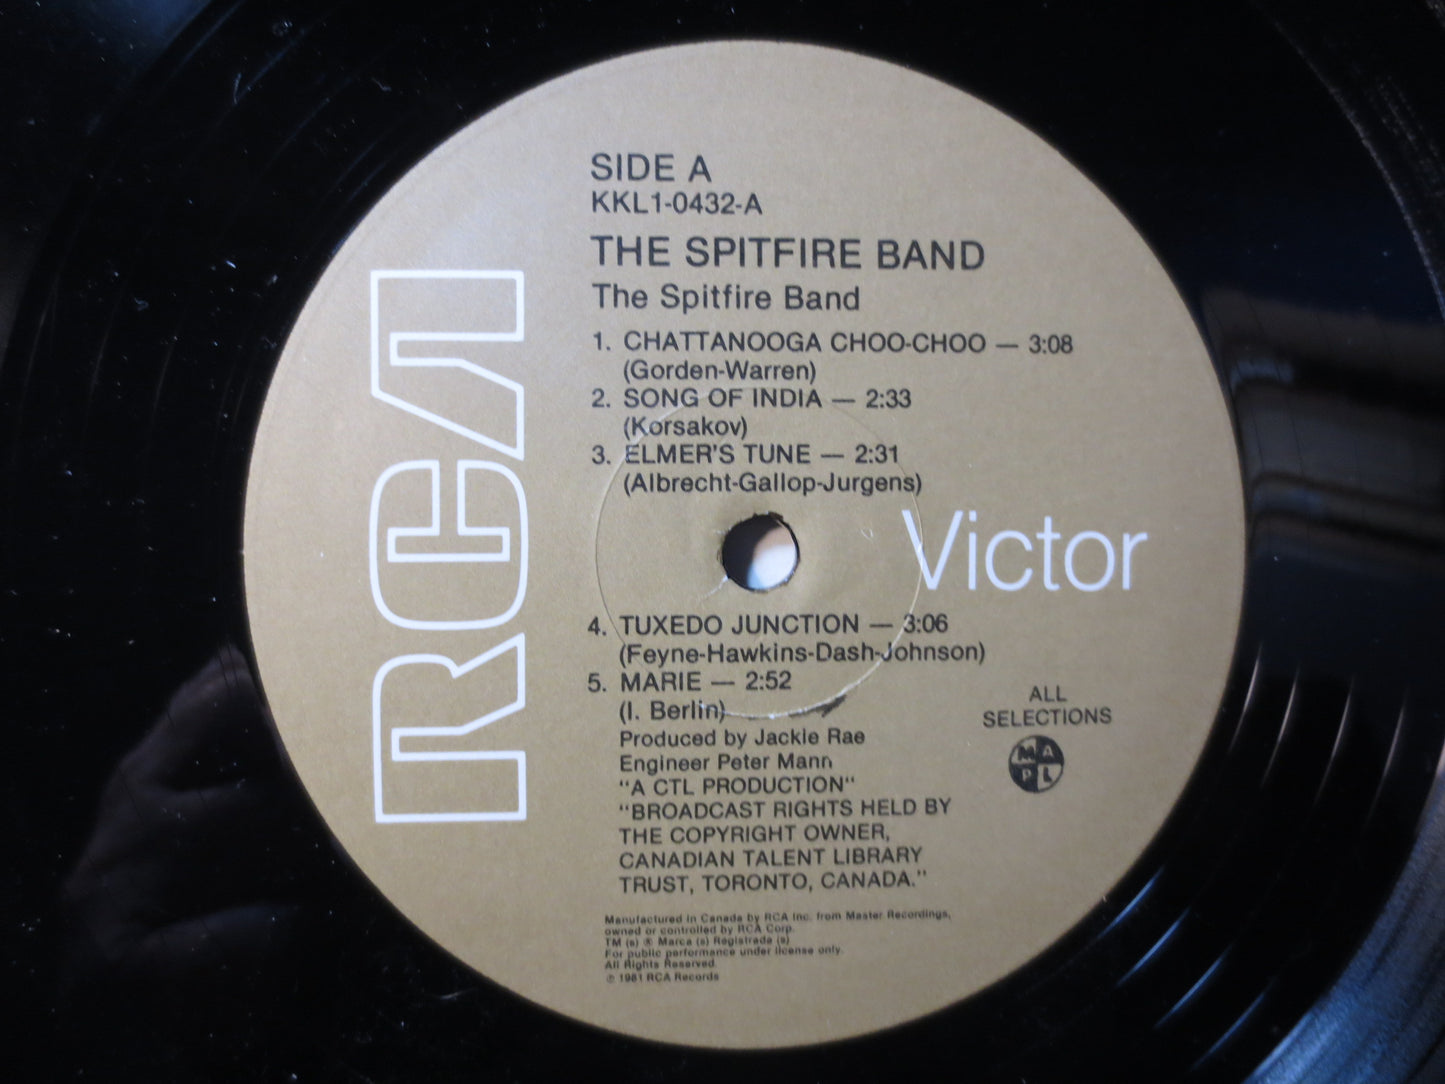 SIDE A
KKL1-0432-A
THE SPITFIRE BAND
The Spitfire Band
1. CHATTANOOGA CHOO-CHOO — 3:08
(Gorden-Warren)
2. SONG OF INDIA — 2:33
(Korsakov)
3. ELMER'S TUNE — 2:31
(Albrecht-Gallop-Jurgens)
RCA
Victor
4. TUXEDO JUNCTION — 3:06
(Feyne-Hawkins-Dash-Johnson)
5. MARIE — 2:52
(I. Berlin)
Produced by Jackie Rae
Engineer Peter Mann
"A CTL PRODUCTION"
"BROADCAST RIGHTS HELD BY
THE COPYRIGHT OWNER,
CANADIAN TALENT LIBRARY
TRUST, TORONTO, CANADA."
ALL
SELECTIONS
MA
PL
Manufactured in Canada by RCA Inc. from Master Recordings,
owned or controlled by RCA Corp.
TM (s) ® Marca (s) Registrada (s)
For public performance under license only.
All Rights Reserved.
℗ 1981 RCA Records